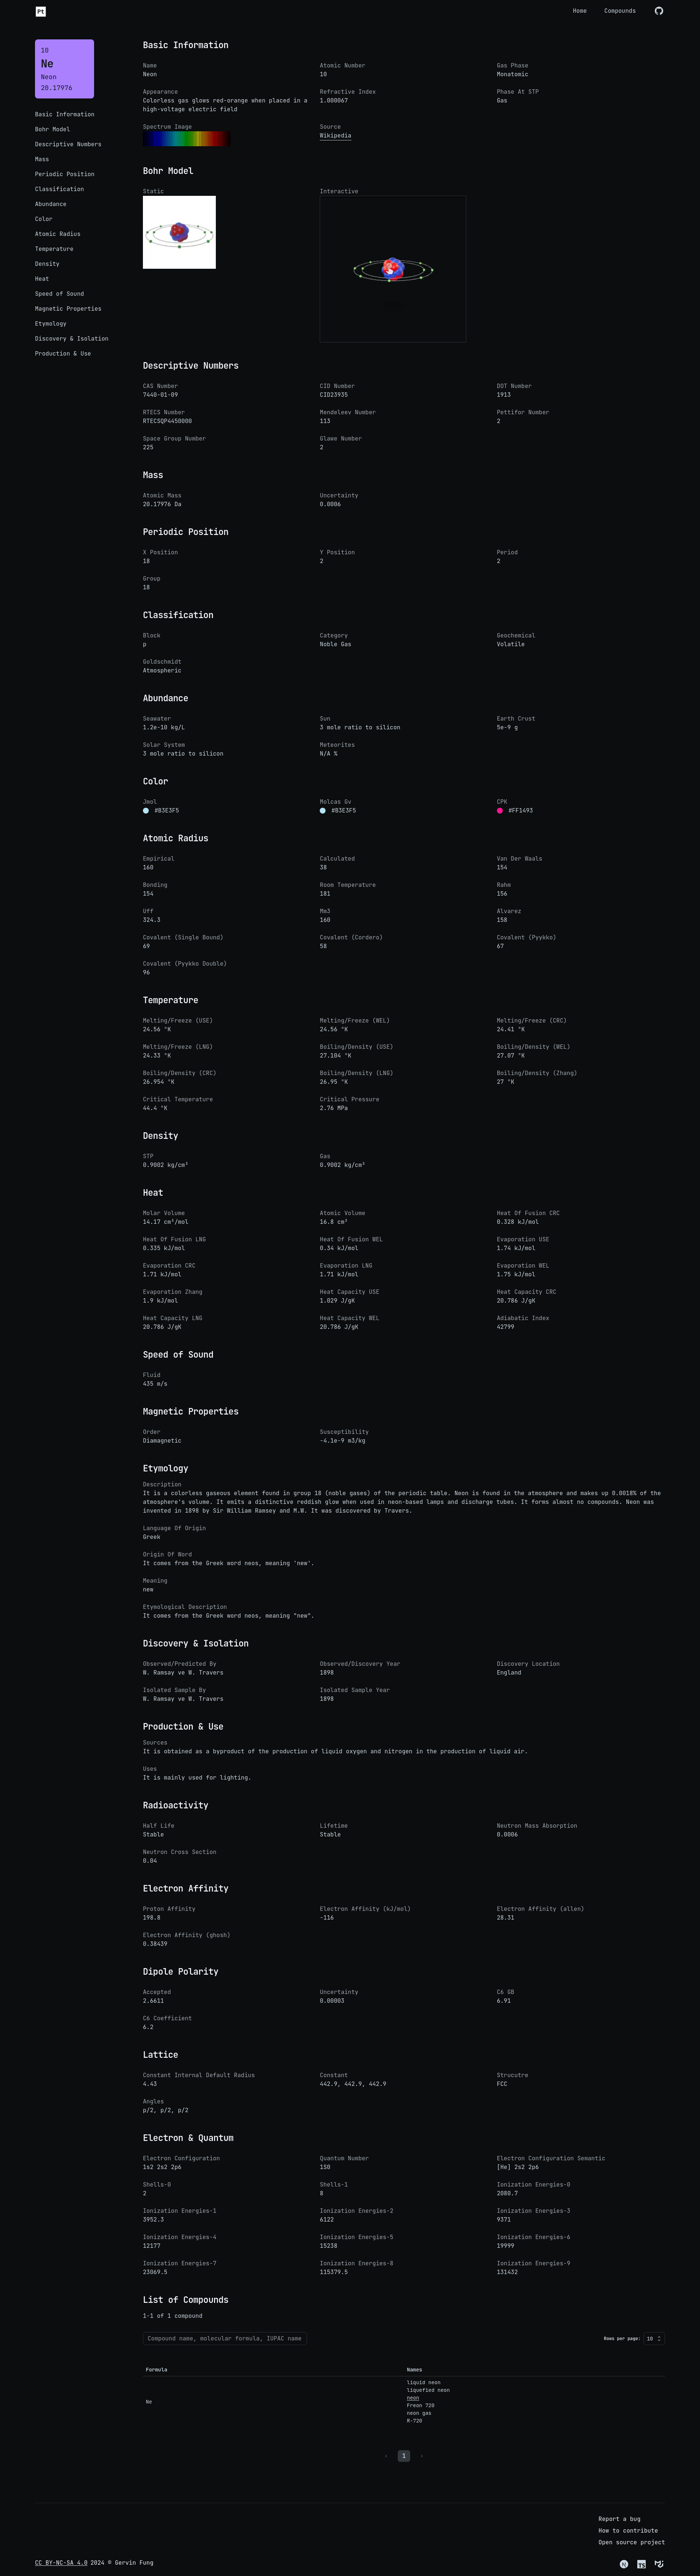 Pt
Home Compounds
10
Ne
Neon
20.17976
Basic Information
Bohr Model
Descriptive Numbers
Mass
Periodic Position
Classification
Abundance
Color
Atomic Radius
Temperature
Density
Heat
Speed of Sound
Magnetic Properties
Etymology
Discovery & Isolation
Production & Use
Basic Information
Name Atomic Number Gas Phase
Neon 10 Monatomic
Appearance Refractive Index Phase At STP
Colorless gas glows red-orange when placed in a 1.000067 Gas
high-voltage electric field
Spectrum Image Source
Wikipedia
Bohr Model
Static Interactive
Descriptive Numbers
CAS Number CID Number DOT Number
7440-01-09 CID23935 1913
RTECS Number Mendeleev Number Pettifor Number
RTECSQP4450000 113 2
Space Group Number Glawe Number
225 2
Mass
Atomic Mass Uncertainty
20.17976 Da 0.0006
Periodic Position
X Position Y Position Period
18 2 2
Group
18
Classification
Block Category Geochemical
p Noble Gas Volatile
Goldschmidt
Atmospheric
Abundance
Seawater Sun Earth Crust
1.2e-10 kg/L 3 mole ratio to silicon 5e-9 g
Solar System Meteorites
3 mole ratio to silicon N/A %
Color
Jmol Molcas Gv CPK
#B3E3F5 #B3E3F5 #FF1493
Atomic Radius
Empirical Calculated Van Der Waals
160 38 154
Bonding Room Temperature Rahm
154 181 156
Uff Mm3 Alvarez
324.3 160 158
Covalent (Single Bound) Covalent (Cordero) Covalent (Pyykko)
69 58 67
Covalent (Pyykko Double)
96
Temperature
Melting/Freeze (USE) Melting/Freeze (WEL) Melting/Freeze (CRC)
24.56 °K 24.56 °K 24.41 °K
Melting/Freeze (LNG) Boiling/Density (USE) Boiling/Density (WEL)
24.33 °K 27.104 °K 27.07 °K
Boiling/Density (CRC) Boiling/Density (LNG) Boiling/Density (Zhang)
26.954 °K 26.95 °K 27 °K
Critical Temperature Critical Pressure
44.4 °K 2.76 MPa
Density
STP Gas
0.9002 kg/cm³ 0.9002 kg/cm³
Heat
Molar Volume Atomic Volume Heat Of Fusion CRC
14.17 cm³/mol 16.8 cm³ 0.328 kJ/mol
Heat Of Fusion LNG Heat Of Fusion WEL Evaporation USE
0.335 kJ/mol 0.34 kJ/mol 1.74 kJ/mol
Evaporation CRC Evaporation LNG Evaporation WEL
1.71 kJ/mol 1.71 kJ/mol 1.75 kJ/mol
Evaporation Zhang Heat Capacity USE Heat Capacity CRC
1.9 kJ/mol 1.029 J/gK 20.786 J/gK
Heat Capacity LNG Heat Capacity WEL Adiabatic Index
20.786 J/gK 20.786 J/gK 42799
Speed of Sound
Fluid
435 m/s
Magnetic Properties
Order Susceptibility
Diamagnetic -4.1e-9 m3/kg
Etymology
Description
It is a colorless gaseous element found in group 18 (noble gases) of the periodic table. Neon is found in the atmosphere and makes up 0.0018% of the
atmosphere's volume. It emits a distinctive reddish glow when used in neon-based lamps and discharge tubes. It forms almost no compounds. Neon was
invented in 1898 by Sir William Ramsey and M.W. It was discovered by Travers.
Language Of Origin
Greek
Origin Of Word
It comes from the Greek word neos, meaning 'new'.
Meaning
new
Etymological Description
It comes from the Greek word neos, meaning "new".
Discovery & Isolation
Observed/Predicted By Observed/Discovery Year Discovery Location
W. Ramsay ve W. Travers 1898 England
Isolated Sample By Isolated Sample Year
W. Ramsay ve W. Travers 1898
Production & Use
Sources
It is obtained as a byproduct of the production of liquid oxygen and nitrogen in the production of liquid air.
Uses
It is mainly used for lighting.
Radioactivity
Half Life Lifetime Neutron Mass Absorption
Stable Stable 0.0006
Neutron Cross Section
0.04
Electron Affinity
Proton Affinity Electron Affinity (kJ/mol) Electron Affinity (allen)
198.8 -116 28.31
Electron Affinity (ghosh)
0.38439
Dipole Polarity
Accepted Uncertainty C6 GB
2.6611 0.00003 6.91
C6 Coefficient
6.2
Lattice
Constant Internal Default Radius Constant Strucutre
4.43 442.9, 442.9, 442.9 FCC
Angles
p/2, p/2, p/2
Electron & Quantum
Electron Configuration Quantum Number Electron Configuration Semantic
1s2 2s2 2p6 1S0 [He] 2s2 2p6
Shells-0 Shells-1 Ionization Energies-0
2 8 2080.7
Ionization Energies-1 Ionization Energies-2 Ionization Energies-3
3952.3 6122 9371
Ionization Energies-4 Ionization Energies-5 Ionization Energies-6
12177 15238 19999
Ionization Energies-7 Ionization Energies-8 Ionization Energies-9
23069.5 115379.5 131432
List of Compounds
1-1 of 1 compound
Compound name, molecular formula, IUPAC name Rows per page: 10
Formula Names
liquid neon
liquefied neon
Ne neon
Freon 720
neon gas
R-720
‹ 1 ›
Report a bug
How to contribute
Open source project
CC BY-NC-SA 4.0 2024 © Gervin Fung
TS